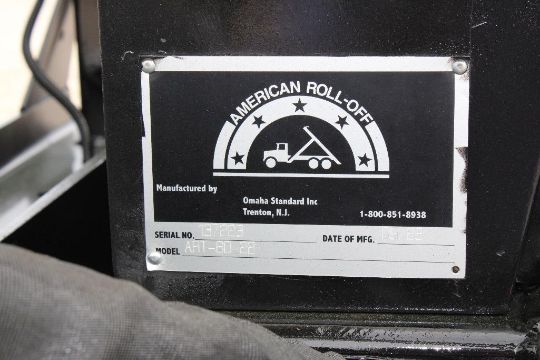 AMERICAN ROLL-OFF
Manufactured by
Omaha Standard Inc
Trenton, N.J. 1-800-851-8938
SERIAL NO. DATE OF MFG.
MODEL